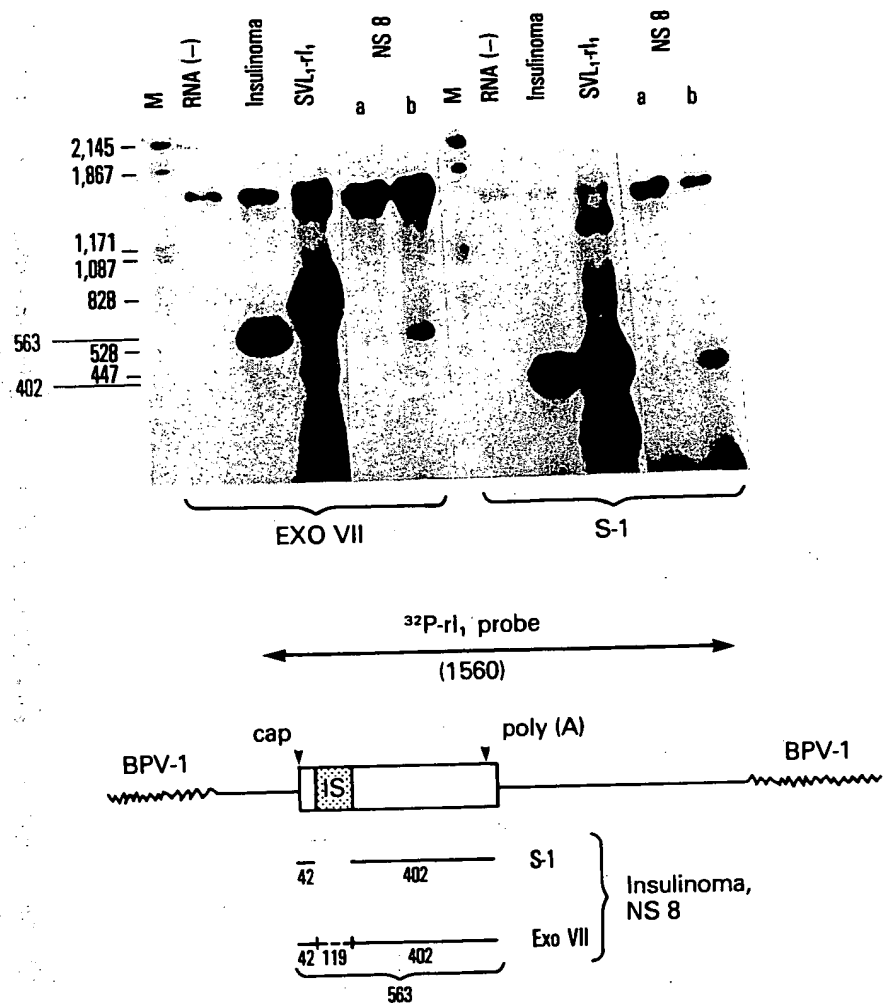 M RNA (–) Insulinoma SVL₁-rI₁ NS 8 M RNA (–) Insulinoma SVL₁-rI₁ NS 8
a b a b
2,145 –
1,867 –
1,171 –
1,087 –
828 –
563
528 –
447 –
402
EXO VII S-1
³²P-rI₁ probe
(1560)
cap poly (A)
BPV-1 BPV-1
IS
S-1
42 402
Insulinoma,
NS 8
Exo VII
42 119 402
563